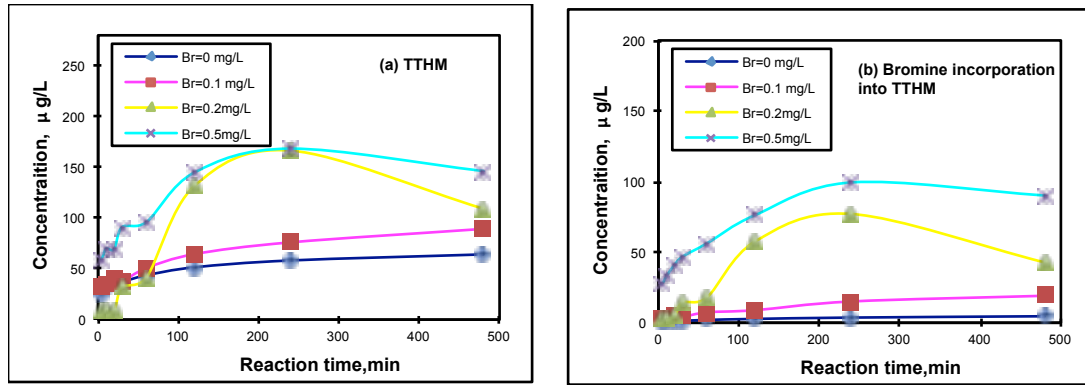 250
200
150
100
50
0
Concentraition, μ g/L
Br=0 mg/L
Br=0.1 mg/L
Br=0.2mg/L
Br=0.5mg/L
(a) TTHM
0 100 200 300 400 500
Reaction time,min
200
150
100
50
0
Concentraition, μ g/L
Br=0 mg/L
Br=0.1 mg/L
Br=0.2mg/L
Br=0.5mg/L
(b) Bromine incorporation
into TTHM
0 100 200 300 400 500
Reaction time,min